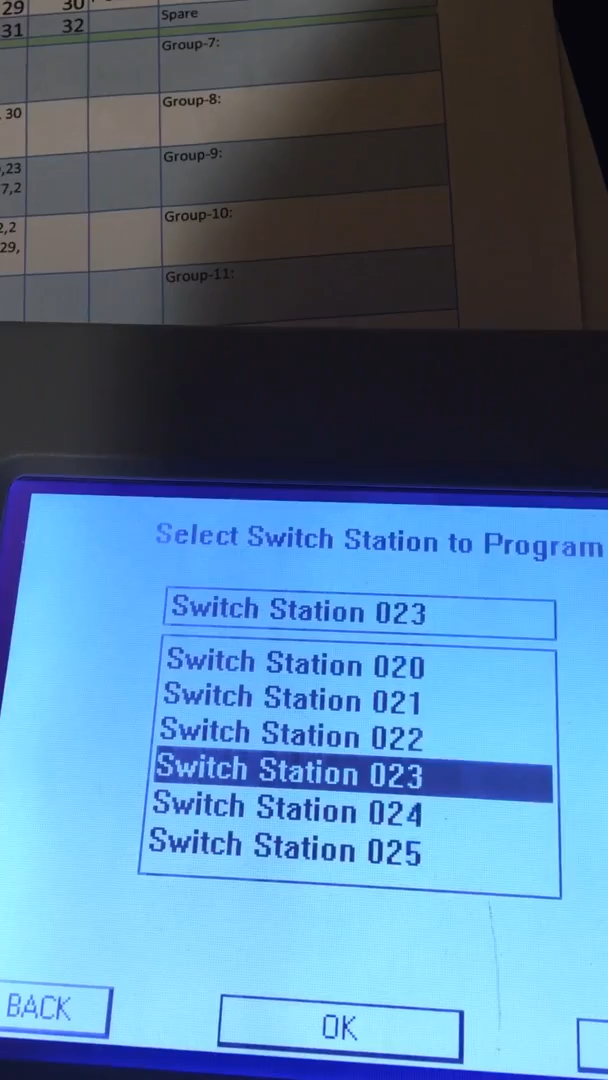 29 30
Spare
31 32
Group-7:
30
Group-8:
,23
Group-9:
7,2
2,2
Group-10:
29,
Group-11:
Select Switch Station to Program
Switch Station 023
Switch Station 020
Switch Station 021
Switch Station 022
Switch Station 023
Switch Station 024
Switch Station 025
BACK
OK